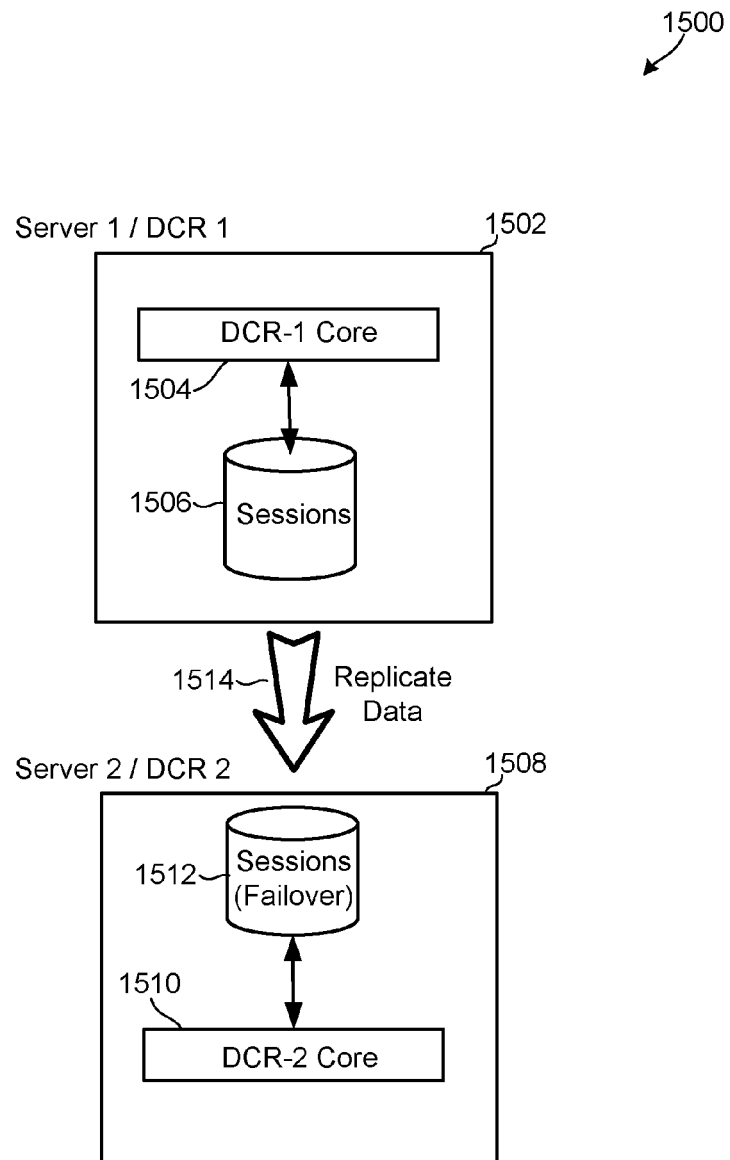 1500
Server 1 / DCR 1
1502
DCR-1 Core
1504
1506
Sessions
1514
Replicate
Data
Server 2 / DCR 2
1508
1512
Sessions
(Failover)
1510
DCR-2 Core